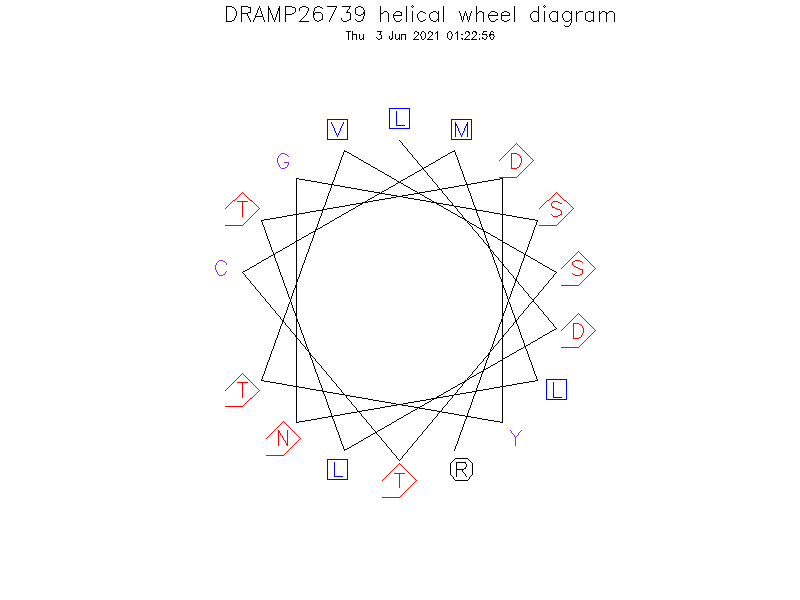 DRAMP26739 helical wheel diagram
Thu 3 Jun 2021 01:22:56
L
V M
G D
T S
C S
D
T L
N Y
L T R